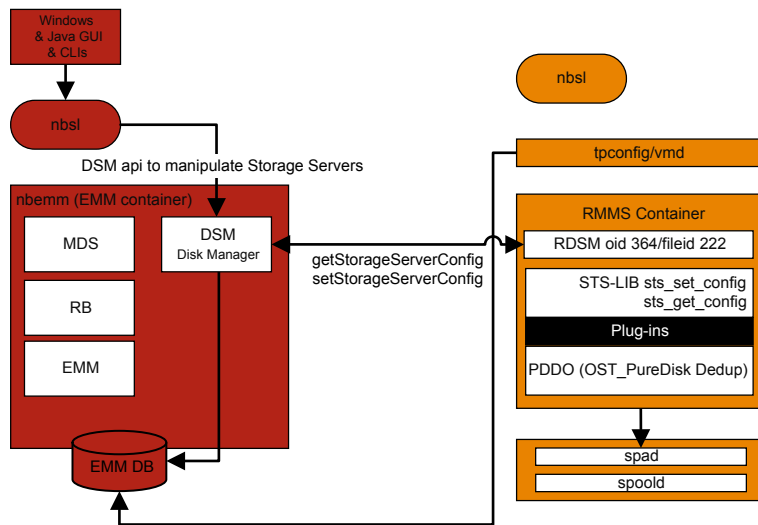 Windows
& Java GUI
& CLIs
nbsl
DSM api to manipulate Storage Servers
nbemm (EMM container)
MDS
RB
EMM
DSM
Disk Manager
EMM DB
getStorageServerConfig
setStorageServerConfig
nbsl
tpconfig/vmd
RMMS Container
RDSM oid 364/fileid 222
STS-LIB sts_set_config
sts_get_config
Plug-ins
PDDO (OST_PureDisk Dedup)
spad
spoold